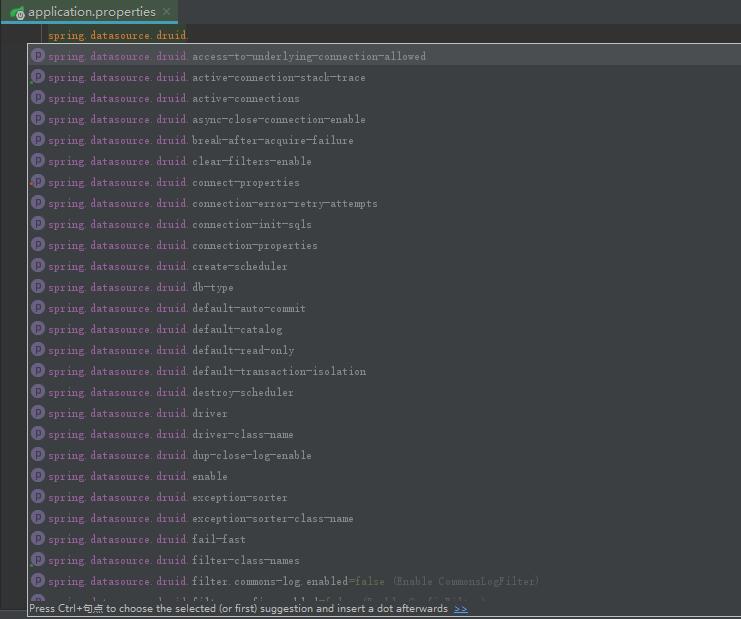 application.properties
spring.datasource.druid.
spring.datasource.druid.access-to-underlying-connection-allowed
spring.datasource.druid.active-connection-stack-trace
spring.datasource.druid.active-connections
spring.datasource.druid.async-close-connection-enable
spring.datasource.druid.break-after-acquire-failure
spring.datasource.druid.clear-filters-enable
spring.datasource.druid.connect-properties
spring.datasource.druid.connection-error-retry-attempts
spring.datasource.druid.connection-init-sqls
spring.datasource.druid.connection-properties
spring.datasource.druid.create-scheduler
spring.datasource.druid.db-type
spring.datasource.druid.default-auto-commit
spring.datasource.druid.default-catalog
spring.datasource.druid.default-read-only
spring.datasource.druid.default-transaction-isolation
spring.datasource.druid.destroy-scheduler
spring.datasource.druid.driver
spring.datasource.druid.driver-class-name
spring.datasource.druid.dup-close-log-enable
spring.datasource.druid.enable
spring.datasource.druid.exception-sorter
spring.datasource.druid.exception-sorter-class-name
spring.datasource.druid.fail-fast
spring.datasource.druid.filter-class-names
spring.datasource.druid.filter.commons-log.enabled=false (Enable CommonsLogFilter)
Press Ctrl+句点 to choose the selected (or first) suggestion and insert a dot afterwards >>